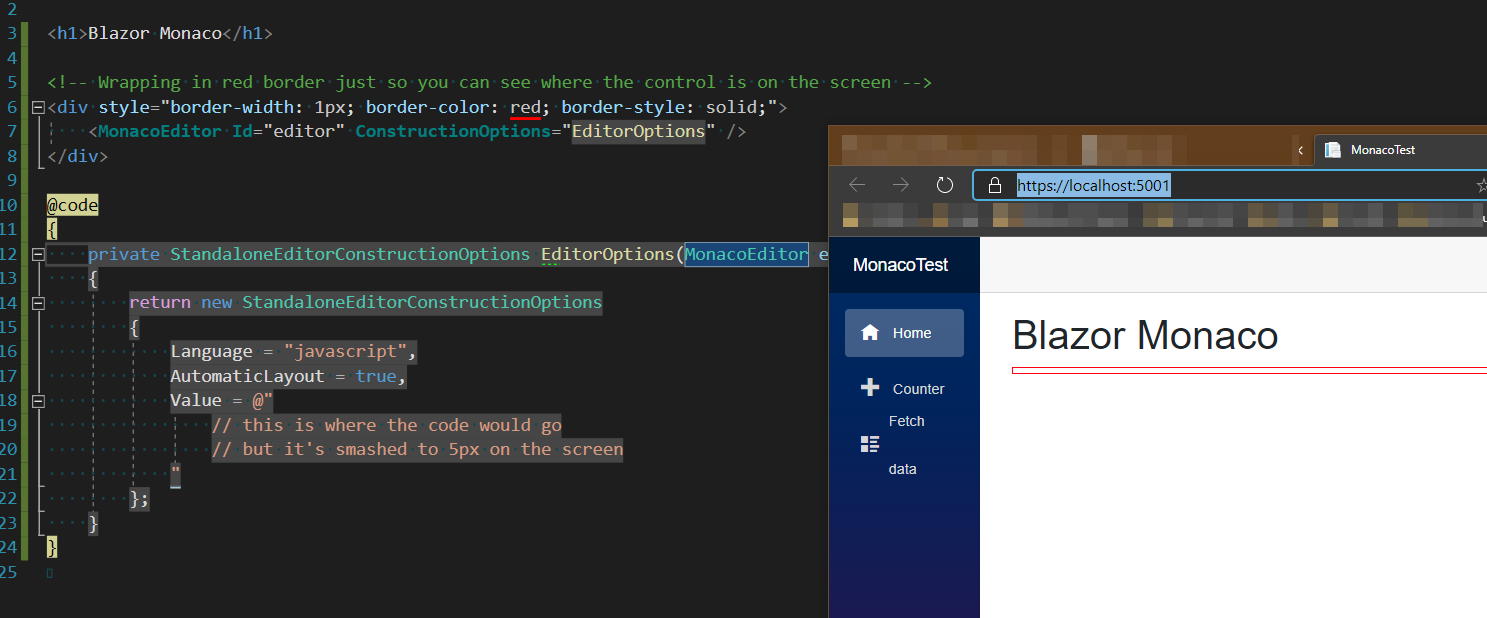 2
3 <h1>Blazor Monaco</h1>
4
5 <!-- Wrapping in red border just so you can see where the control is on the screen -->
6 <div style="border-width: 1px; border-color: red; border-style: solid;">
7 <MonacoEditor Id="editor" ConstructionOptions="EditorOptions" />
8 </div>
9
10 @code
11 {
12 private StandaloneEditorConstructionOptions EditorOptions(MonacoEditor e
13 {
14 return new StandaloneEditorConstructionOptions
15 {
16 Language = "javascript",
17 AutomaticLayout = true,
18 Value = @"
19 // this is where the code would go
20 // but it's smashed to 5px on the screen
21 "
22 };
23 }
24 }
25
MonacoTest
https://localhost:5001
MonacoTest
Home
Counter
Fetch
data
Blazor Monaco